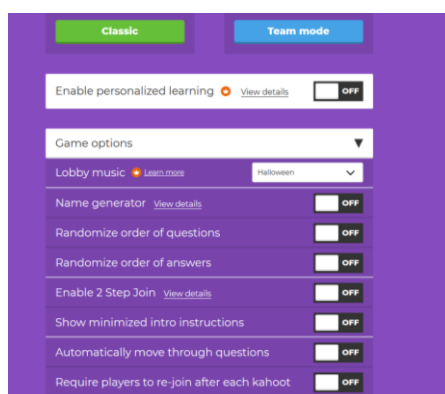 Classic Team mode
Enable personalized learning View details OFF
Game options
Lobby music Learn more Halloween
Name generator View details OFF
Randomize order of questions OFF
Randomize order of answers OFF
Enable 2 Step Join View details OFF
Show minimized intro instructions OFF
Automatically move through questions OFF
Require players to re-join after each kahoot OFF